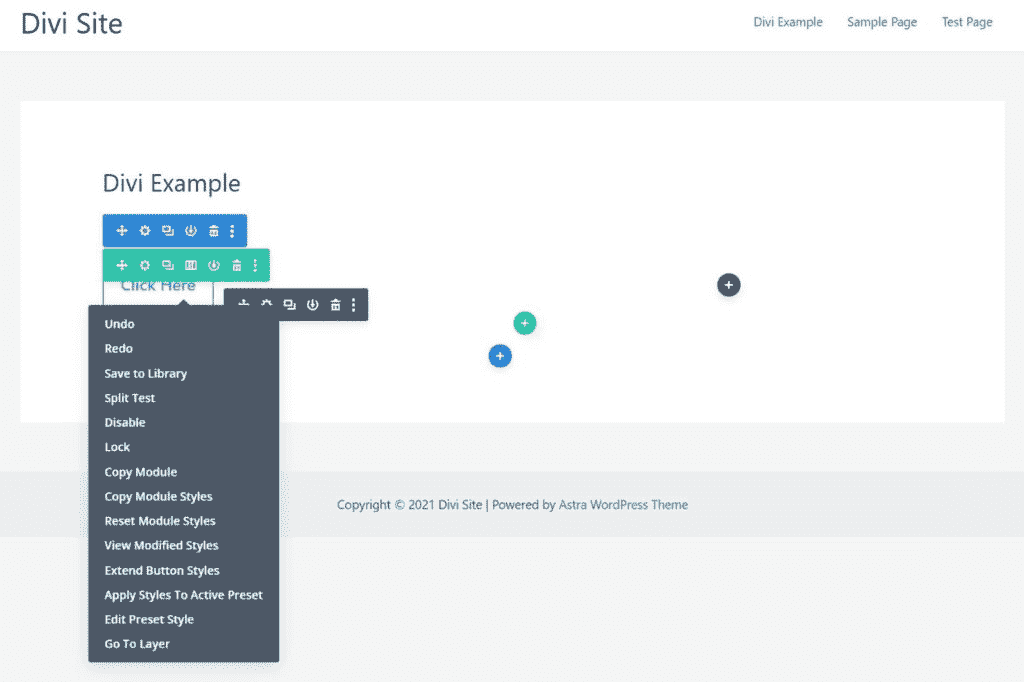 Divi Site
Divi Example Sample Page Test Page
Divi Example
Click Here
Undo
Redo
Save to Library
Split Test
Disable
Lock
Copy Module
Copy Module Styles
Reset Module Styles
View Modified Styles
Extend Button Styles
Apply Styles To Active Preset
Edit Preset Style
Go To Layer
Copyright © 2021 Divi Site | Powered by Astra WordPress Theme